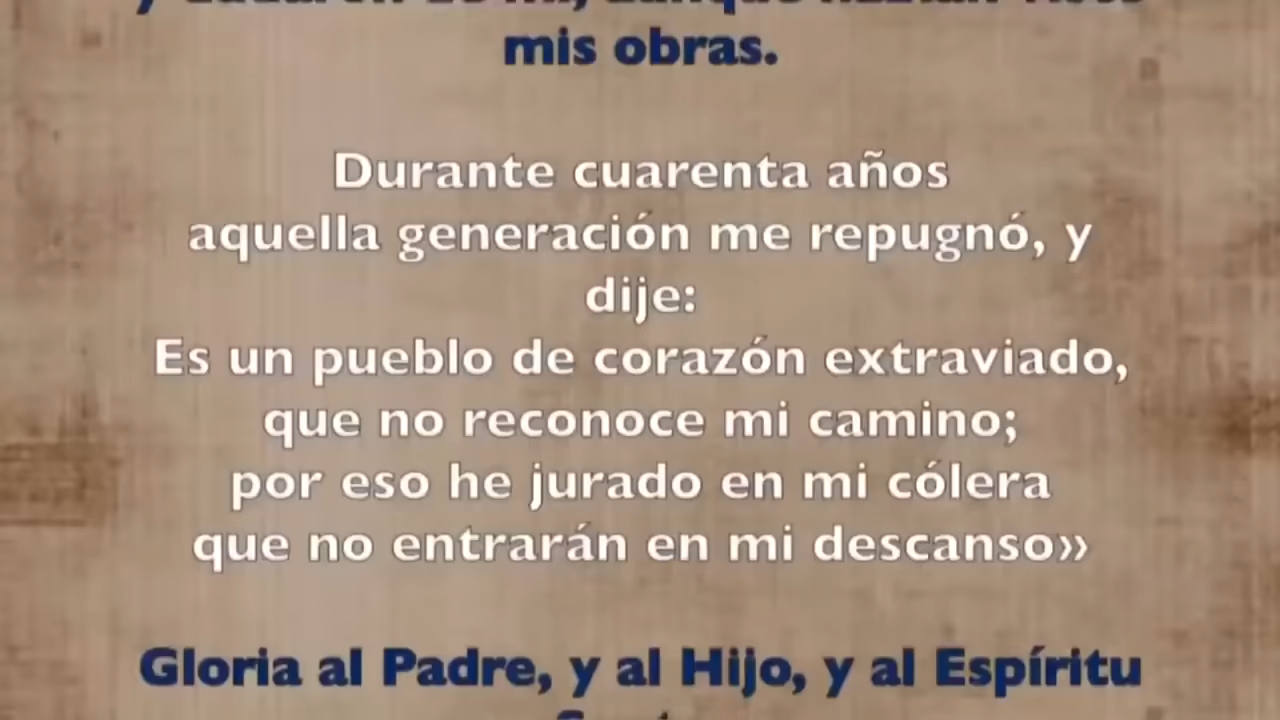 mis obras.
Durante cuarenta años
aquella generación me repugnó, y
dije:
Es un pueblo de corazón extraviado,
que no reconoce mi camino;
por eso he jurado en mi cólera
que no entrarán en mi descanso»
Gloria al Padre, y al Hijo, y al Espíritu